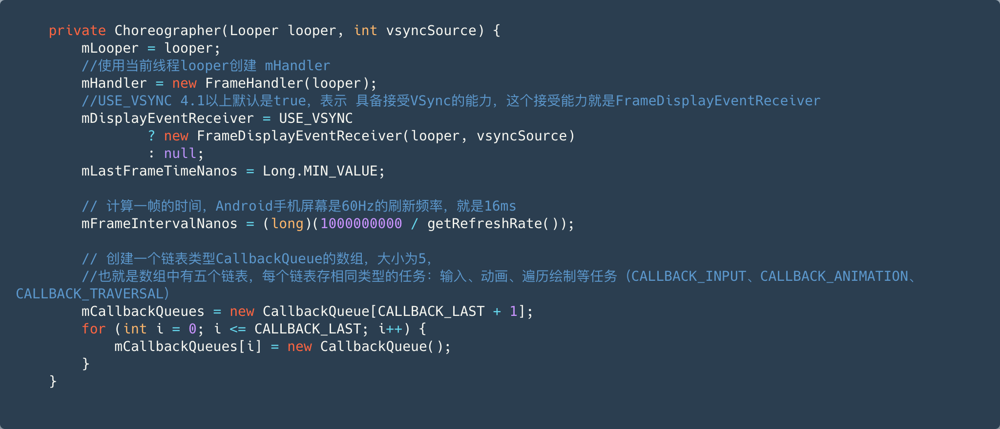 private Choreographer(Looper looper, int vsyncSource) {
mLooper = looper;
//使用当前线程looper创建 mHandler
mHandler = new FrameHandler(looper);
//USE_VSYNC 4.1以上默认是true，表示 具备接受VSync的能力，这个接受能力就是FrameDisplayEventReceiver
mDisplayEventReceiver = USE_VSYNC
? new FrameDisplayEventReceiver(looper, vsyncSource)
: null;
mLastFrameTimeNanos = Long.MIN_VALUE;
// 计算一帧的时间，Android手机屏幕是60Hz的刷新频率，就是16ms
mFrameIntervalNanos = (long)(1000000000 / getRefreshRate());
// 创建一个链表类型CallbackQueue的数组，大小为5，
//也就是数组中有五个链表，每个链表存相同类型的任务：输入、动画、遍历绘制等任务（CALLBACK_INPUT、CALLBACK_ANIMATION、
CALLBACK_TRAVERSAL）
mCallbackQueues = new CallbackQueue[CALLBACK_LAST + 1];
for (int i = 0; i <= CALLBACK_LAST; i++) {
mCallbackQueues[i] = new CallbackQueue();
}
}